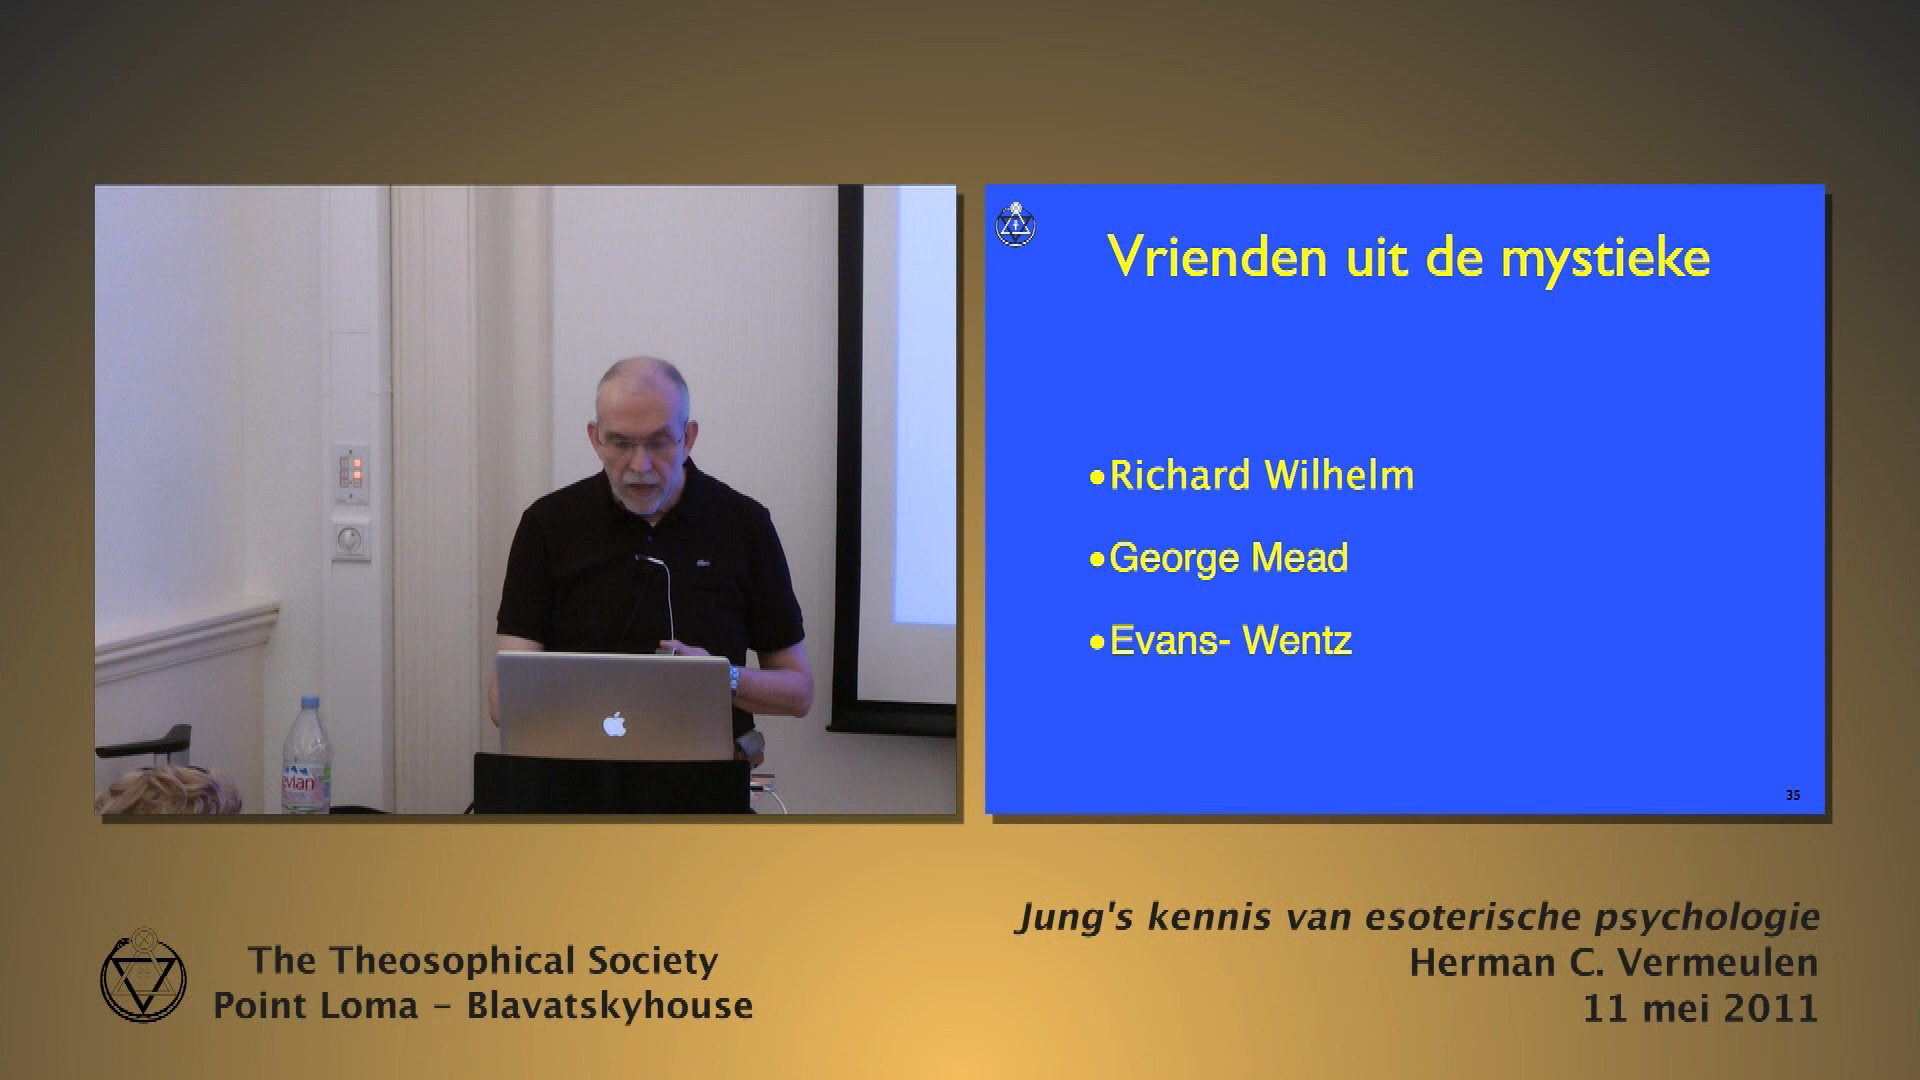 Vrienden uit de mystieke
•Richard Wilhelm
•George Mead
•Evans- Wentz
35
evian
Jung's kennis van esoterische psychologie
Herman C. Vermeulen
11 mei 2011
The Theosophical Society
Point Loma – Blavatskyhouse